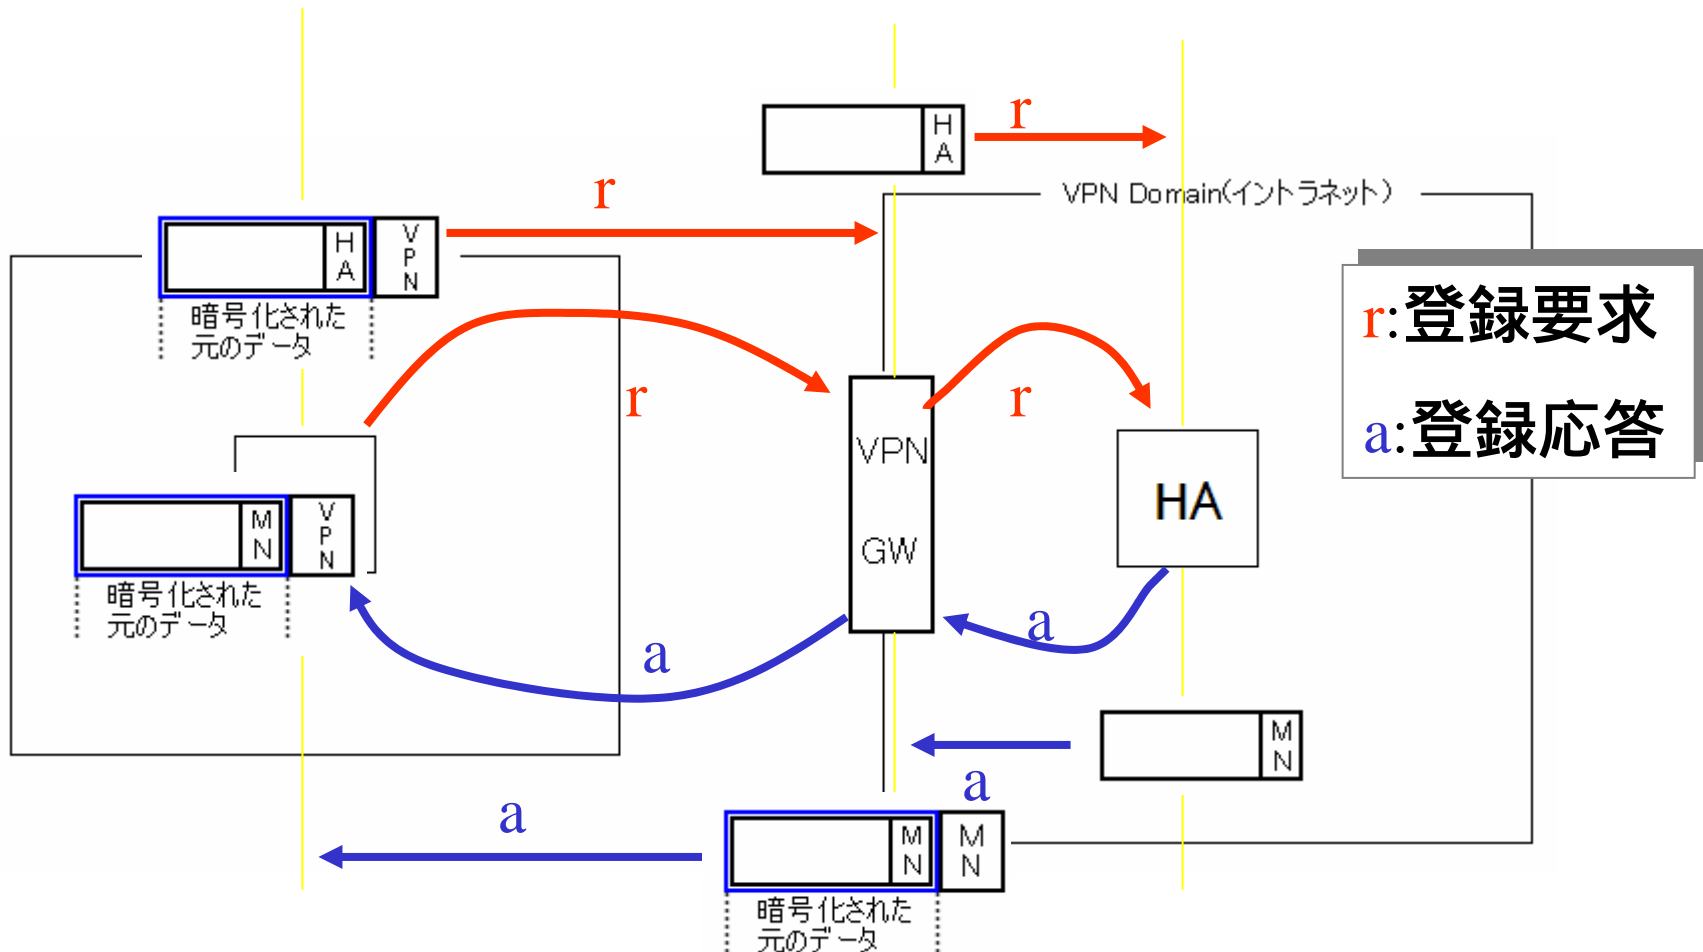 H
A
r
r
VPN Domain(イントラネット)
H
A
V
P
N
暗号化された
元のデータ
r:登録要求
a:登録応答
r
r
VPN
GW
HA
M
N
V
P
N
暗号化された
元のデータ
a
a
M
N
a
a
M
N
M
N
暗号化された
元のデータ